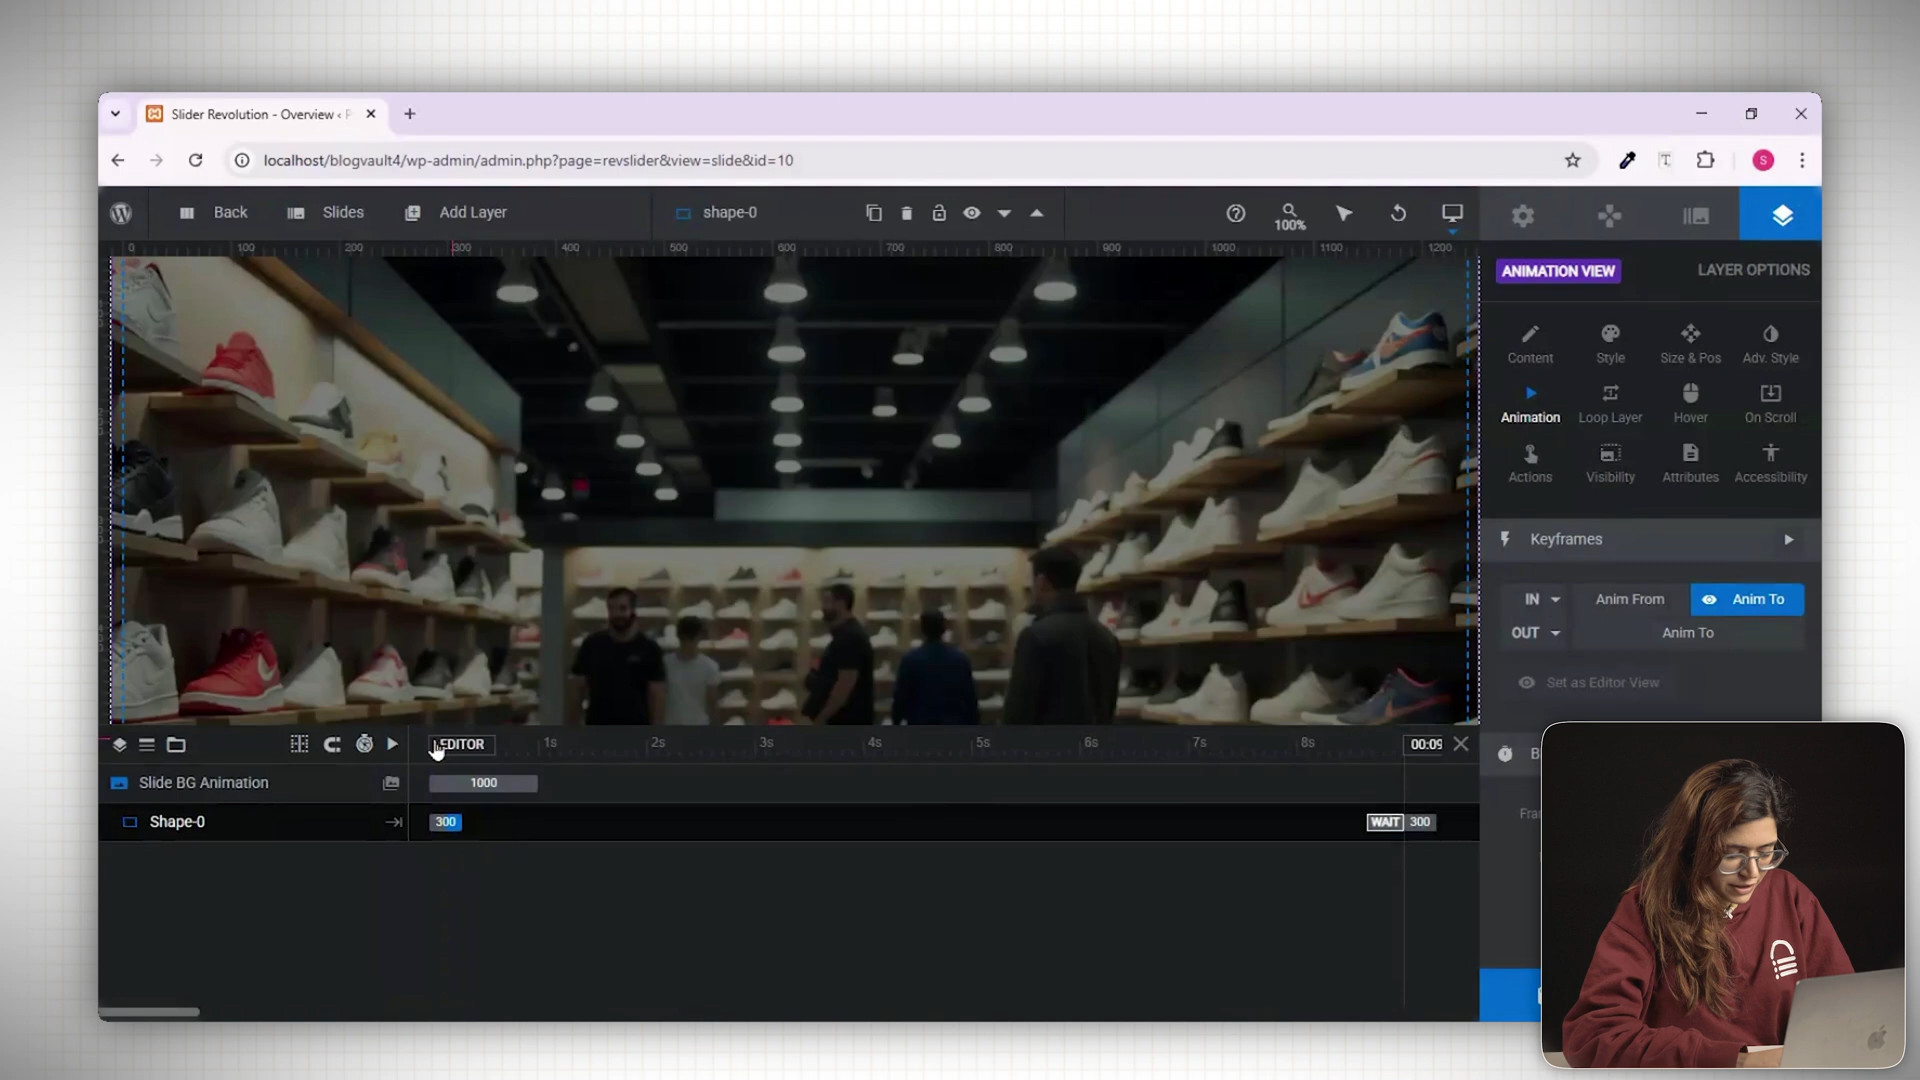 Slider Revolution - Overview ‹ P
localhost/blogvault4/wp-admin/admin.php?page=revslider&view=slide&id=10
T
S
Back
Slides
Add Layer
shape-0
100%
0 100 200 300 400 500 600 700 800 900 1000 1100 1200
ANIMATION VIEW
LAYER OPTIONS
Content
Style
Size & Pos
Adv. Style
Animation
Loop Layer
Hover
On Scroll
Actions
Visibility
Attributes
Accessibility
Keyframes
IN
Anim From
Anim To
OUT
Anim To
Set as Editor View
EDITOR
1s 2s 3s 4s 5s 6s 7s 8s
00:09
Slide BG Animation
1000
Shape-0
300
WAIT
300